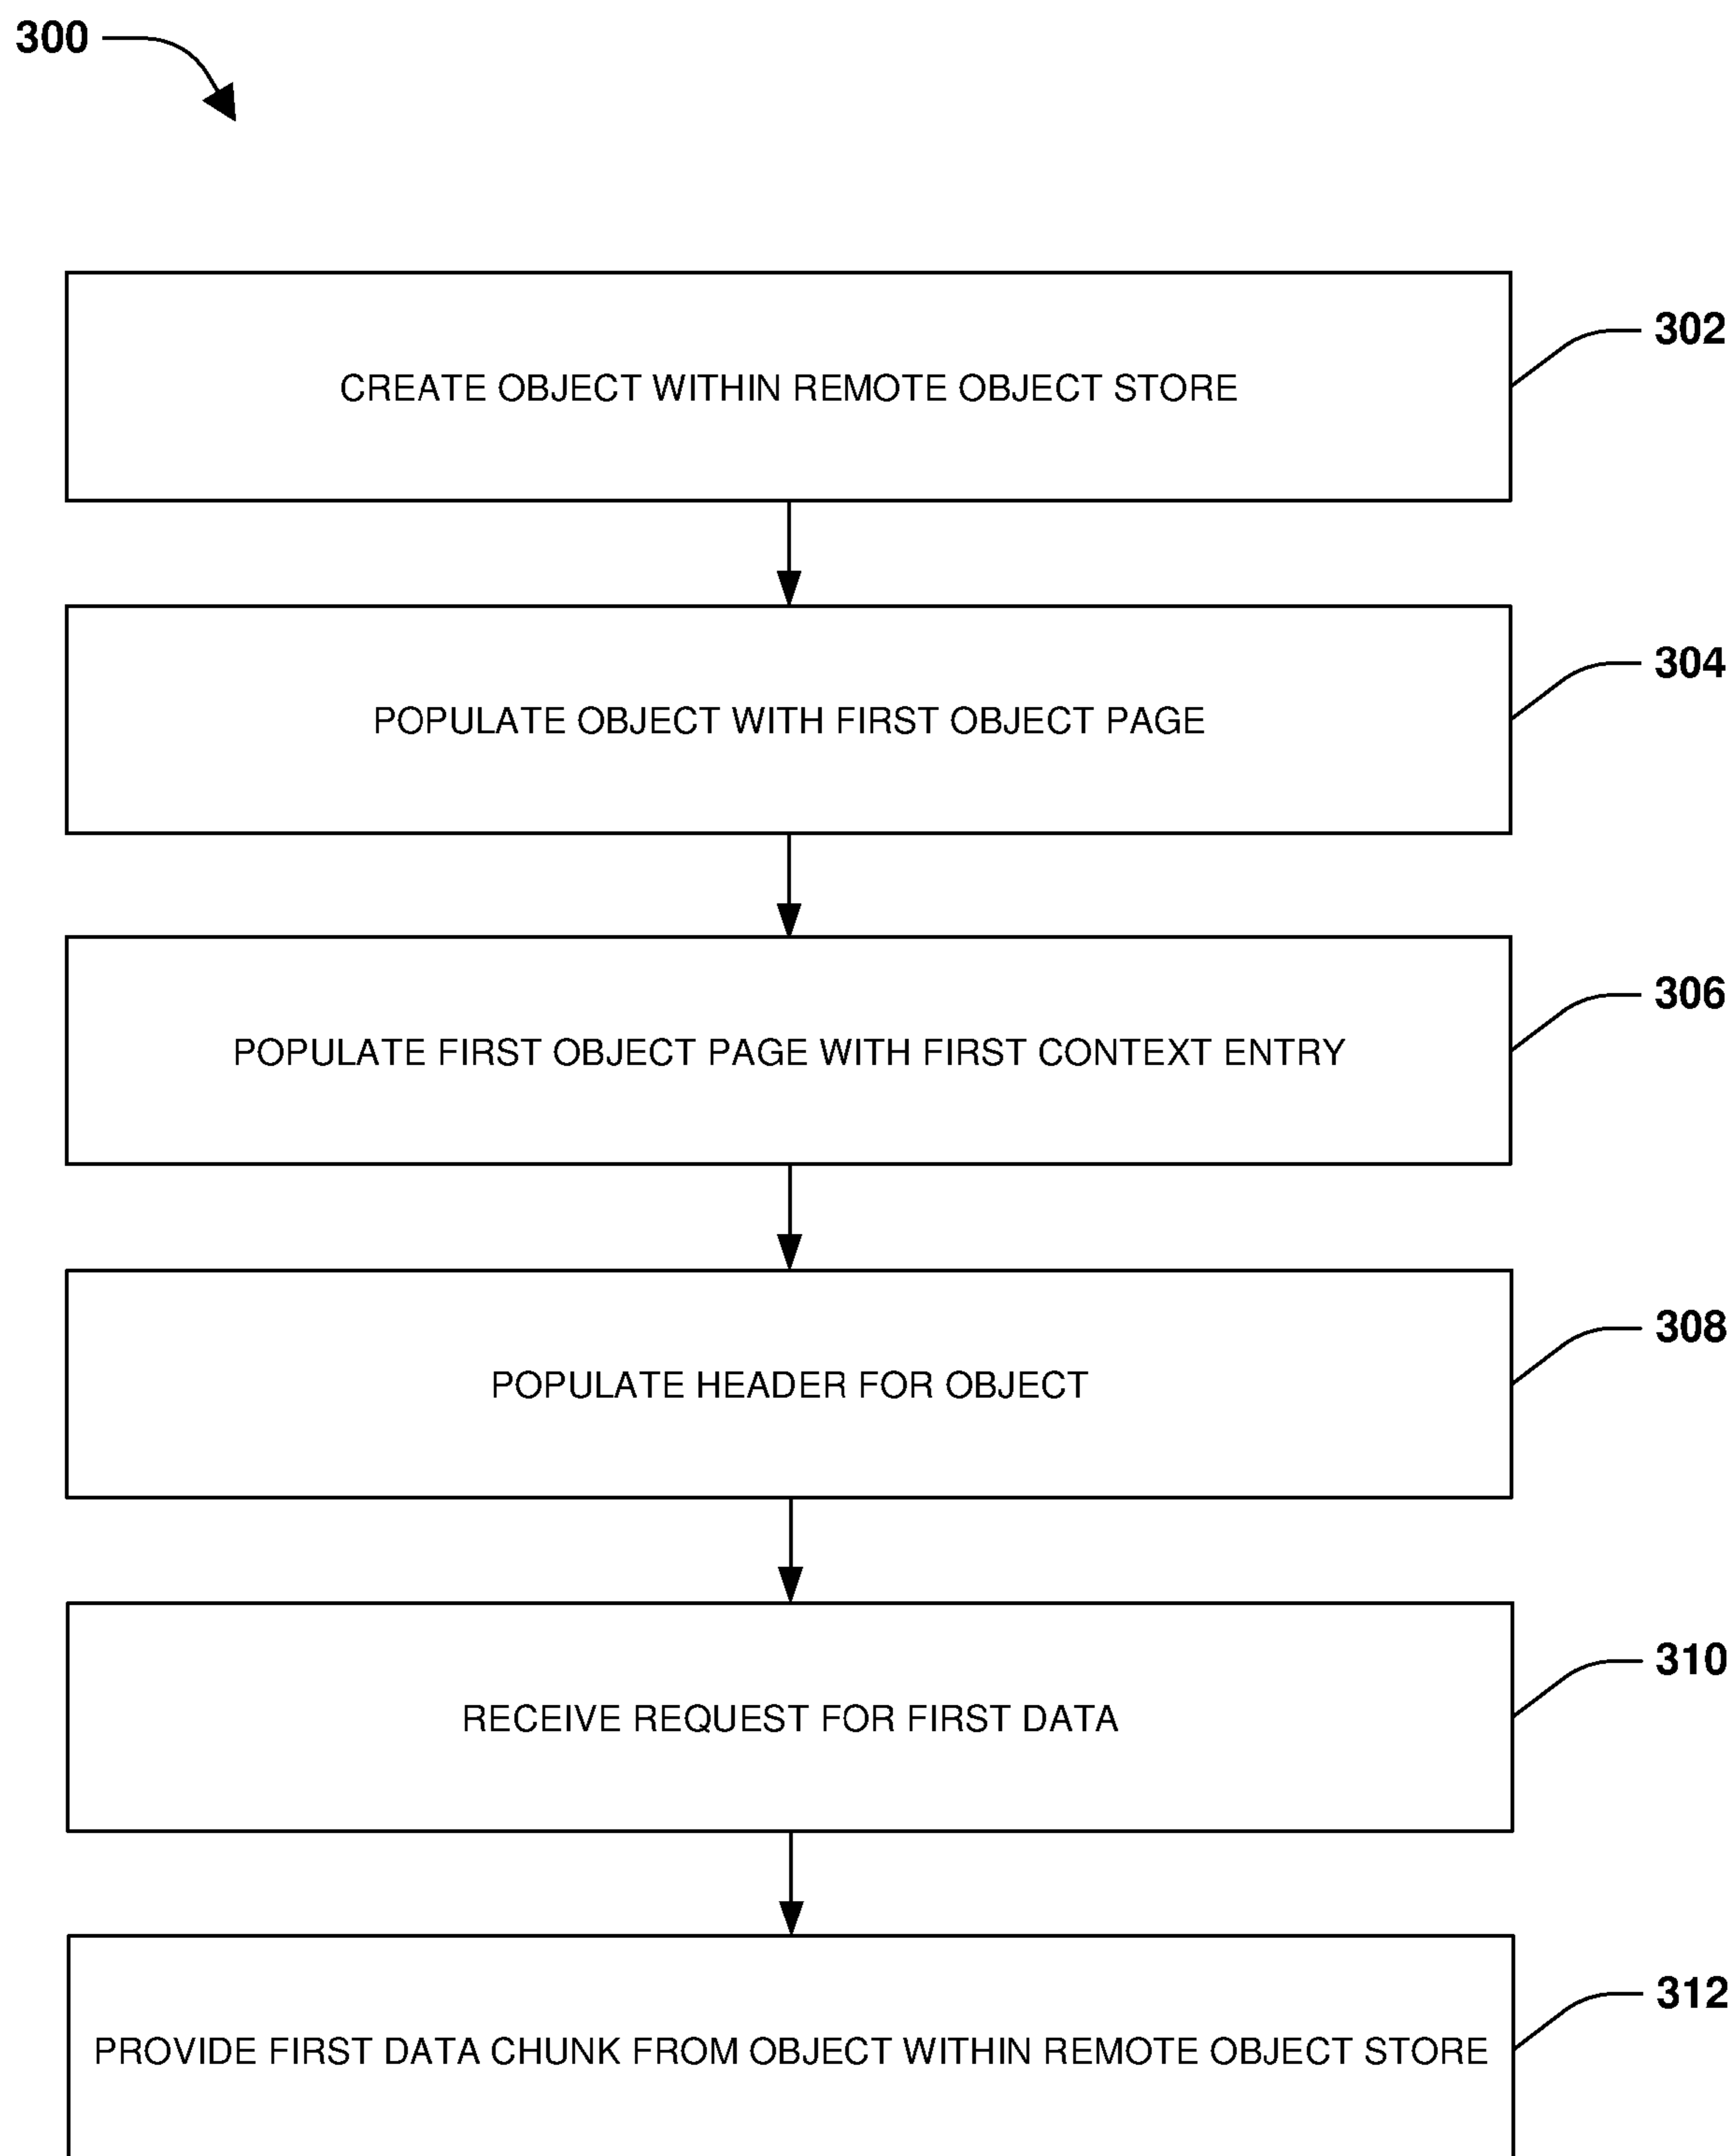 300
302
CREATE OBJECT WITHIN REMOTE OBJECT STORE
304
POPULATE OBJECT WITH FIRST OBJECT PAGE
306
POPULATE FIRST OBJECT PAGE WITH FIRST CONTEXT ENTRY
308
POPULATE HEADER FOR OBJECT
310
RECEIVE REQUEST FOR FIRST DATA
312
PROVIDE FIRST DATA CHUNK FROM OBJECT WITHIN REMOTE OBJECT STORE